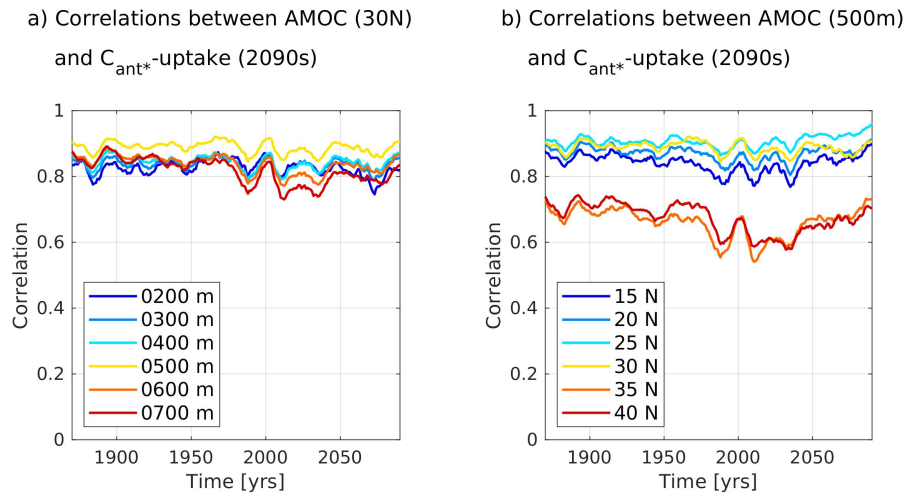 a) Correlations between AMOC (30N)
and C_ant*-uptake (2090s)
1
0.8
0.6
0.4
0.2
0
Correlation
0200 m
0300 m
0400 m
0500 m
0600 m
0700 m
1900 1950 2000 2050
Time [yrs]
b) Correlations between AMOC (500m)
and C_ant*-uptake (2090s)
1
0.8
0.6
0.4
0.2
0
Correlation
15 N
20 N
25 N
30 N
35 N
40 N
1900 1950 2000 2050
Time [yrs]